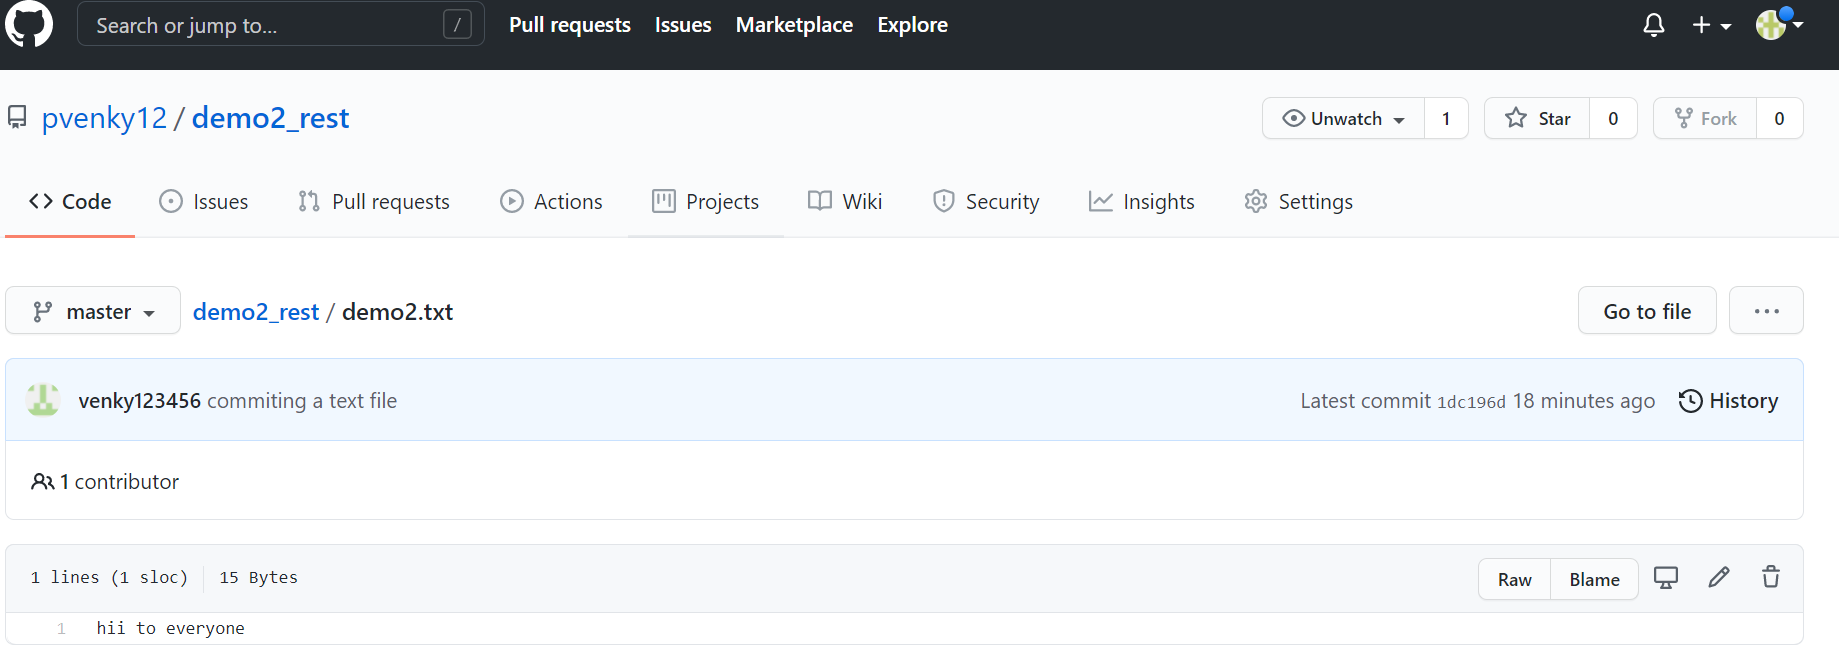 Search or jump to... / Pull requests Issues Marketplace Explore
pvenky12 / demo2_rest Unwatch 1 Star 0 Fork 0
Code Issues Pull requests Actions Projects Wiki Security Insights Settings
master demo2_rest / demo2.txt Go to file ...
venky123456 commiting a text file Latest commit 1dc196d 18 minutes ago History
1 contributor
1 lines (1 sloc) 15 Bytes Raw Blame
1 hii to everyone